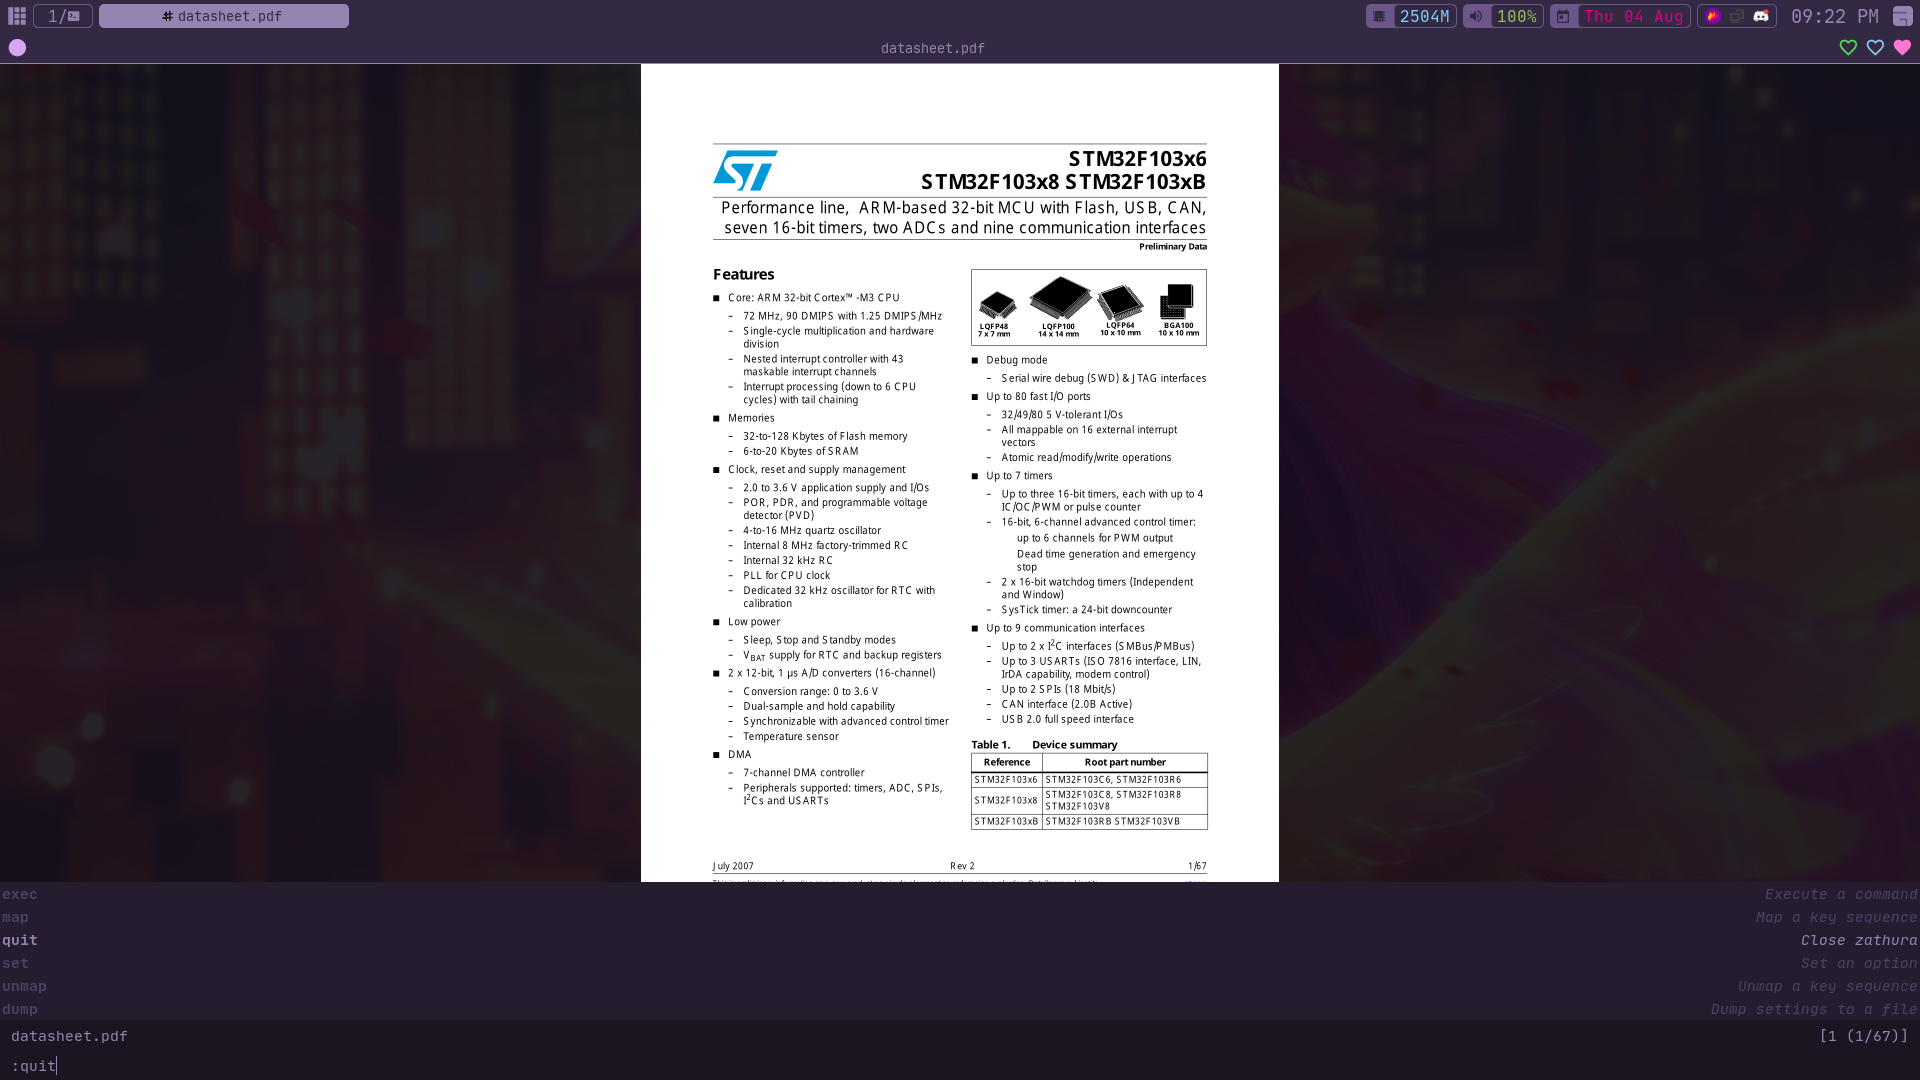 1/
datasheet.pdf
2504M
100%
Thu 04 Aug
09:22 PM
datasheet.pdf
ST
STM32F103x6
STM32F103x8 STM32F103xB
Performance line, ARM-based 32-bit MCU with Flash, USB, CAN,
seven 16-bit timers, two ADCs and nine communication interfaces
Preliminary Data
Features
■ Core: ARM 32-bit Cortex™ -M3 CPU
– 72 MHz, 90 DMIPS with 1.25 DMIPS/MHz
– Single-cycle multiplication and hardware
division
– Nested interrupt controller with 43
maskable interrupt channels
– Interrupt processing (down to 6 CPU
cycles) with tail chaining
■ Memories
– 32-to-128 Kbytes of Flash memory
– 6-to-20 Kbytes of SRAM
■ Clock, reset and supply management
– 2.0 to 3.6 V application supply and I/Os
– POR, PDR, and programmable voltage
detector (PVD)
– 4-to-16 MHz quartz oscillator
– Internal 8 MHz factory-trimmed RC
– Internal 32 kHz RC
– PLL for CPU clock
– Dedicated 32 kHz oscillator for RTC with
calibration
■ Low power
– Sleep, Stop and Standby modes
– VBAT supply for RTC and backup registers
■ 2 x 12-bit, 1 µs A/D converters (16-channel)
– Conversion range: 0 to 3.6 V
– Dual-sample and hold capability
– Synchronizable with advanced control timer
– Temperature sensor
■ DMA
– 7-channel DMA controller
– Peripherals supported: timers, ADC, SPIs,
I²Cs and USARTs
LQFP48
7 x 7 mm
LQFP100
14 x 14 mm
LQFP64
10 x 10 mm
BGA100
10 x 10 mm
■ Debug mode
– Serial wire debug (SWD) & JTAG interfaces
■ Up to 80 fast I/O ports
– 32/49/80 5 V-tolerant I/Os
– All mappable on 16 external interrupt
vectors
– Atomic read/modify/write operations
■ Up to 7 timers
– Up to three 16-bit timers, each with up to 4
IC/OC/PWM or pulse counter
– 16-bit, 6-channel advanced control timer:
up to 6 channels for PWM output
Dead time generation and emergency
stop
– 2 x 16-bit watchdog timers (Independent
and Window)
– SysTick timer: a 24-bit downcounter
■ Up to 9 communication interfaces
– Up to 2 x I²C interfaces (SMBus/PMBus)
– Up to 3 USARTs (ISO 7816 interface, LIN,
IrDA capability, modem control)
– Up to 2 SPIs (18 Mbit/s)
– CAN interface (2.0B Active)
– USB 2.0 full speed interface
Table 1. Device summary
Reference Root part number
STM32F103x6 STM32F103C6, STM32F103R6
STM32F103x8 STM32F103C8, STM32F103R8
STM32F103V8
STM32F103xB STM32F103RB STM32F103VB
July 2007 Rev 2 1/67
exec Execute a command
map Map a key sequence
quit Close zathura
set Set an option
unmap Unmap a key sequence
dump Dump settings to a file
datasheet.pdf [1 (1/67)]
:quit